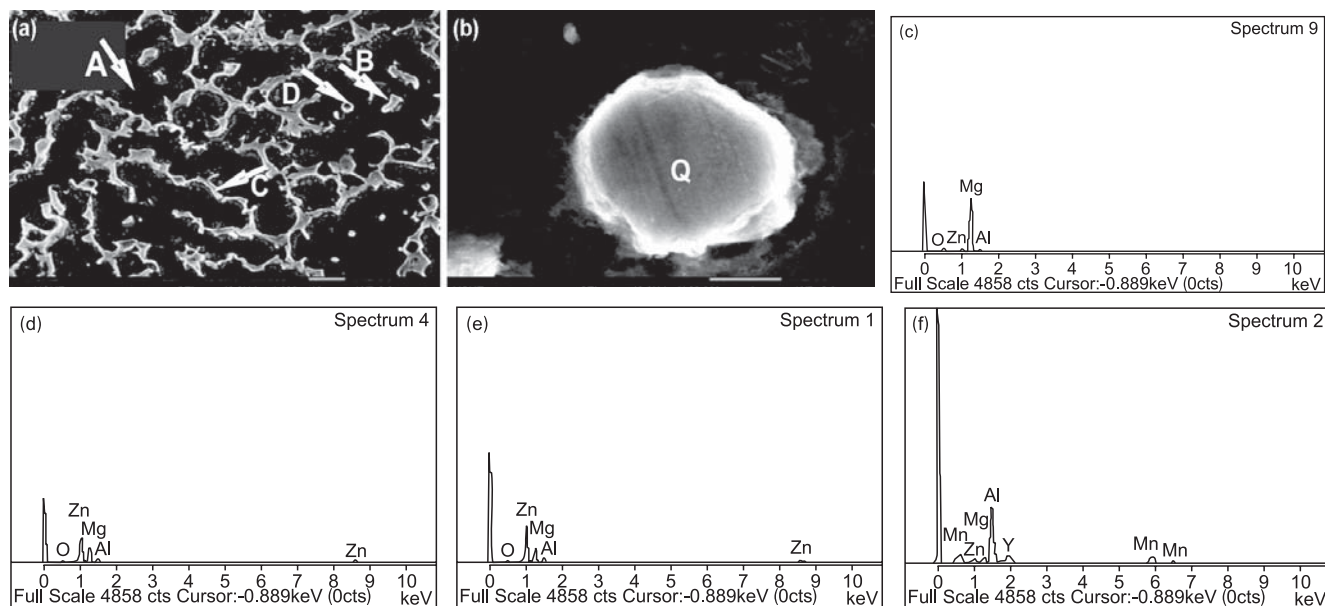 (a)
A
B
D
C
(b)
Q
(c) Spectrum 9
Mg
O Zn Al
0 1 2 3 4 5 6 7 8 9 10
Full Scale 4858 cts Cursor:-0.889keV (0cts) keV
(d) Spectrum 4
Zn
Mg
O Al Zn
0 1 2 3 4 5 6 7 8 9 10
Full Scale 4858 cts Cursor:-0.889keV (0cts) keV
(e) Spectrum 1
Zn
Mg
O Al Zn
0 1 2 3 4 5 6 7 8 9 10
Full Scale 4858 cts Cursor:-0.889keV (0cts) keV
(f) Spectrum 2
Al
Mg
Mn Zn Y Mn Mn
0 1 2 3 4 5 6 7 8 9 10
Full Scale 4858 cts Cursor:-0.889keV (0cts) keV